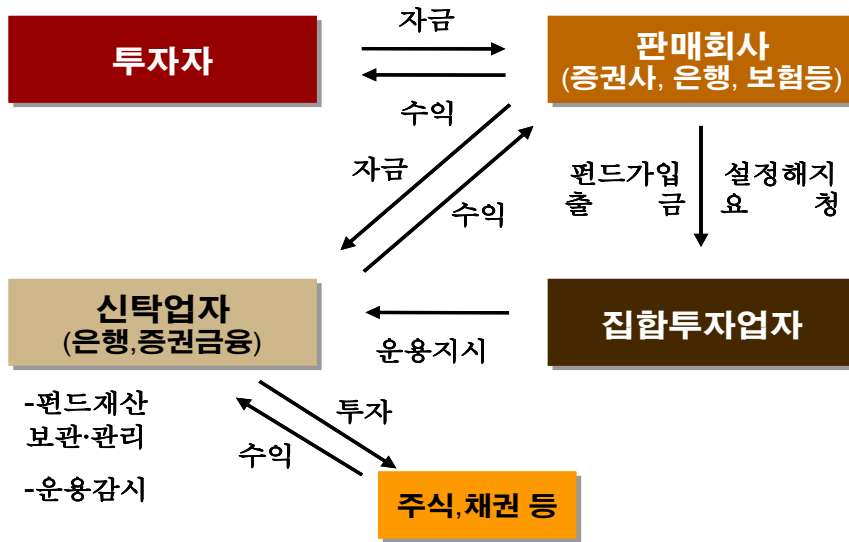 자금
투자자
판매회사
(증권사, 은행, 보험등)
수익
자금
수익
펀드가입
출 금
설정해지
요 청
신탁업자
(은행,증권금융)
집합투자업자
운용지시
-펀드재산
보관·관리
-운용감시
투자
수익
주식,채권 등